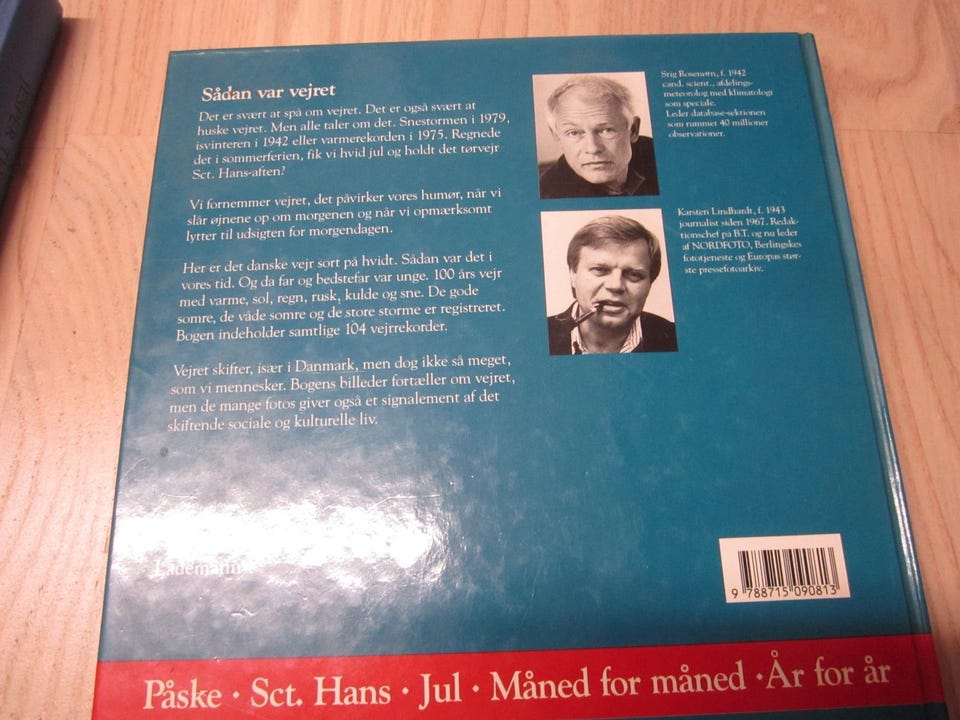 Sådan var vejret
Det er svært at spå om vejret. Det er også svært at
huske vejret. Men alle taler om det. Snestormen i 1979,
isvinteren i 1942 eller varmerekorden i 1975. Regnede
det i sommerferien, fik vi hvid jul og holdt det tørvejr
Sct. Hans-aften?
Vi fornemmer vejret, det påvirker vores humør, når vi
slår øjnene op om morgenen og når vi opmærksomt
lytter til udsigten for morgendagen.
Her er det danske vejr sort på hvidt. Sådan var det i
vores tid. Og da far og bedstefar var unge. 100 års vejr
med varme, sol, regn, rusk, kulde og sne. De gode
somre, de våde somre og de store storme er registreret.
Bogen indeholder samtlige 104 vejrrekorder.
Vejret skifter, især i Danmark, men dog ikke så meget,
som vi mennesker. Bogens billeder fortæller om vejret,
men de mange fotos giver også et signalement af det
skiftende sociale og kulturelle liv.
Lademann
Stig Rosenørn, f. 1942
cand. scient., afdelings-
meteorolog med klimatologi
som speciale.
Leder database-sektionen
som rummer 40 millioner
observationer.
Karsten Lindhardt, f. 1943
journalist siden 1967. Redak-
tionschef på B.T. og nu leder
af NORDFOTO, Berlingskes
fototjeneste og Europas stør-
ste pressefotoarkiv.
9 788715 090813
Påske · Sct. Hans · Jul · Måned for måned · År for år